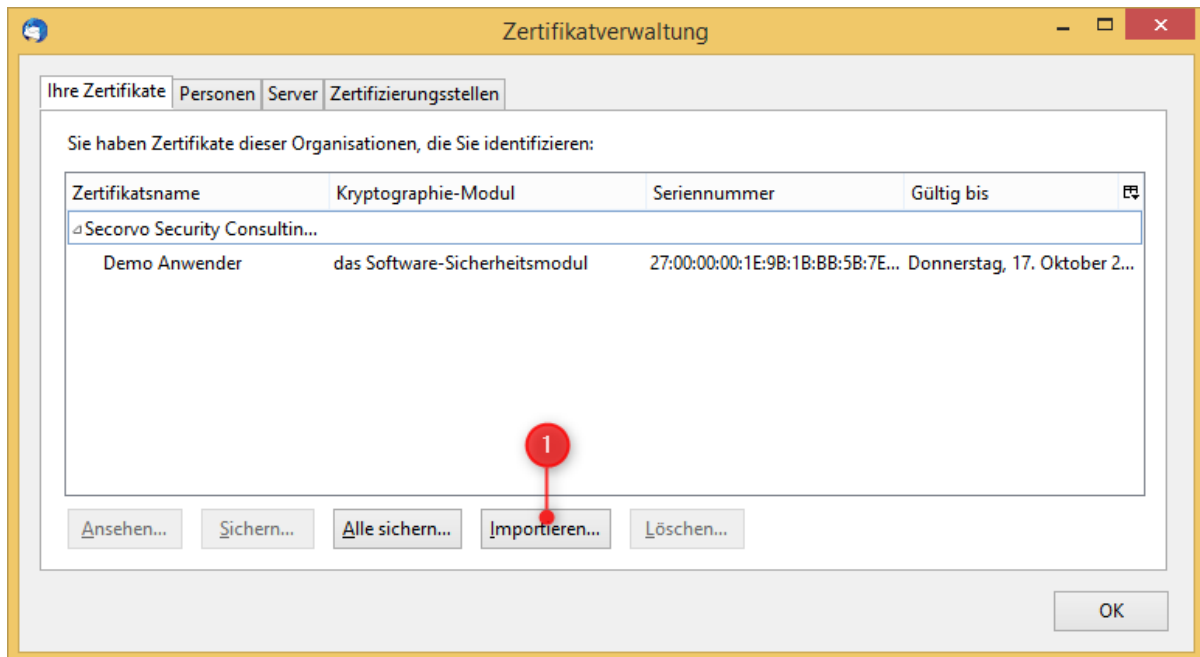 Zertifikatverwaltung
Ihre Zertifikate Personen Server Zertifizierungsstellen
Sie haben Zertifikate dieser Organisationen, die Sie identifizieren:
Zertifikatsname Kryptographie-Modul Seriennummer Gültig bis
Secorvo Security Consultin...
Demo Anwender das Software-Sicherheitsmodul 27:00:00:00:1E:9B:1B:BB:5B:7E... Donnerstag, 17. Oktober 2...
1
Ansehen... Sichern... Alle sichern... Importieren... Löschen...
OK